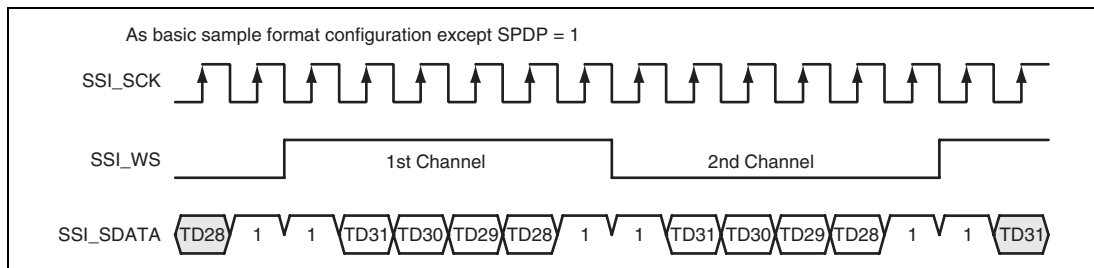 As basic sample format configuration except SPDP = 1
SSI_SCK
SSI_WS 1st Channel 2nd Channel
SSI_SDATA TD28 1 1 TD31 TD30 TD29 TD28 1 1 TD31 TD30 TD29 TD28 1 1 TD31